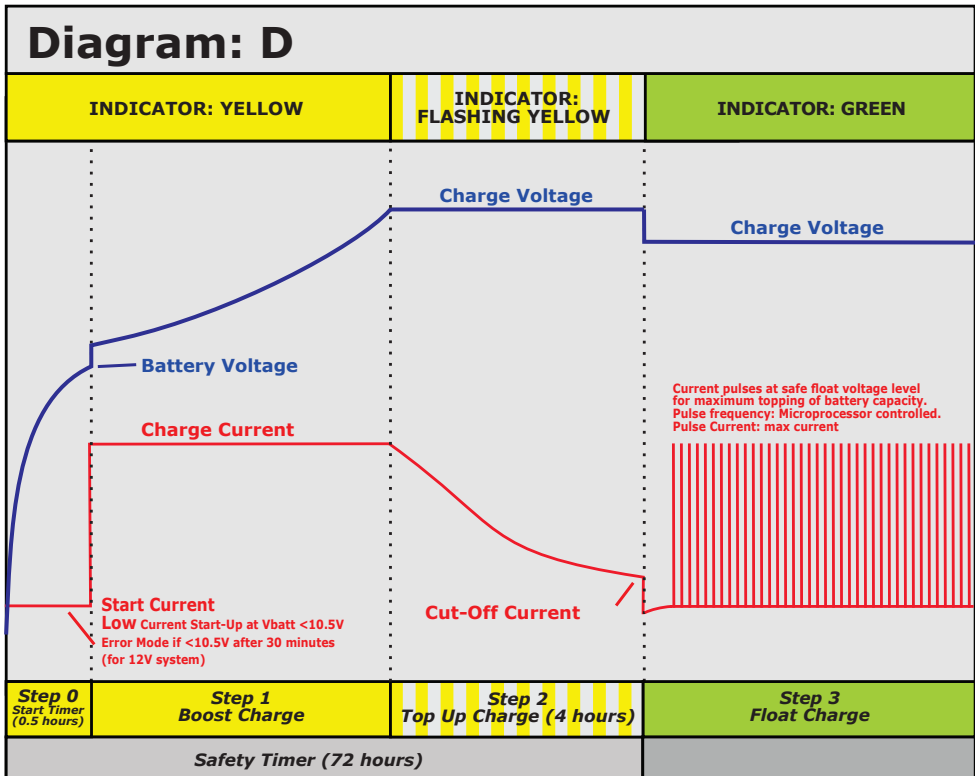 Diagram: D
INDICATOR: YELLOW
INDICATOR:
FLASHING YELLOW
INDICATOR: GREEN
Charge Voltage
Charge Voltage
Battery Voltage
Current pulses at safe float voltage level
for maximum topping of battery capacity.
Pulse frequency: Microprocessor controlled.
Pulse Current: max current
Charge Current
Start Current
Low Current Start-Up at Vbatt <10.5V
Error Mode if <10.5V after 30 minutes
(for 12V system)
Cut-Off Current
Step 0
Start Timer
(0.5 hours)
Step 1
Boost Charge
Step 2
Top Up Charge (4 hours)
Step 3
Float Charge
Safety Timer (72 hours)